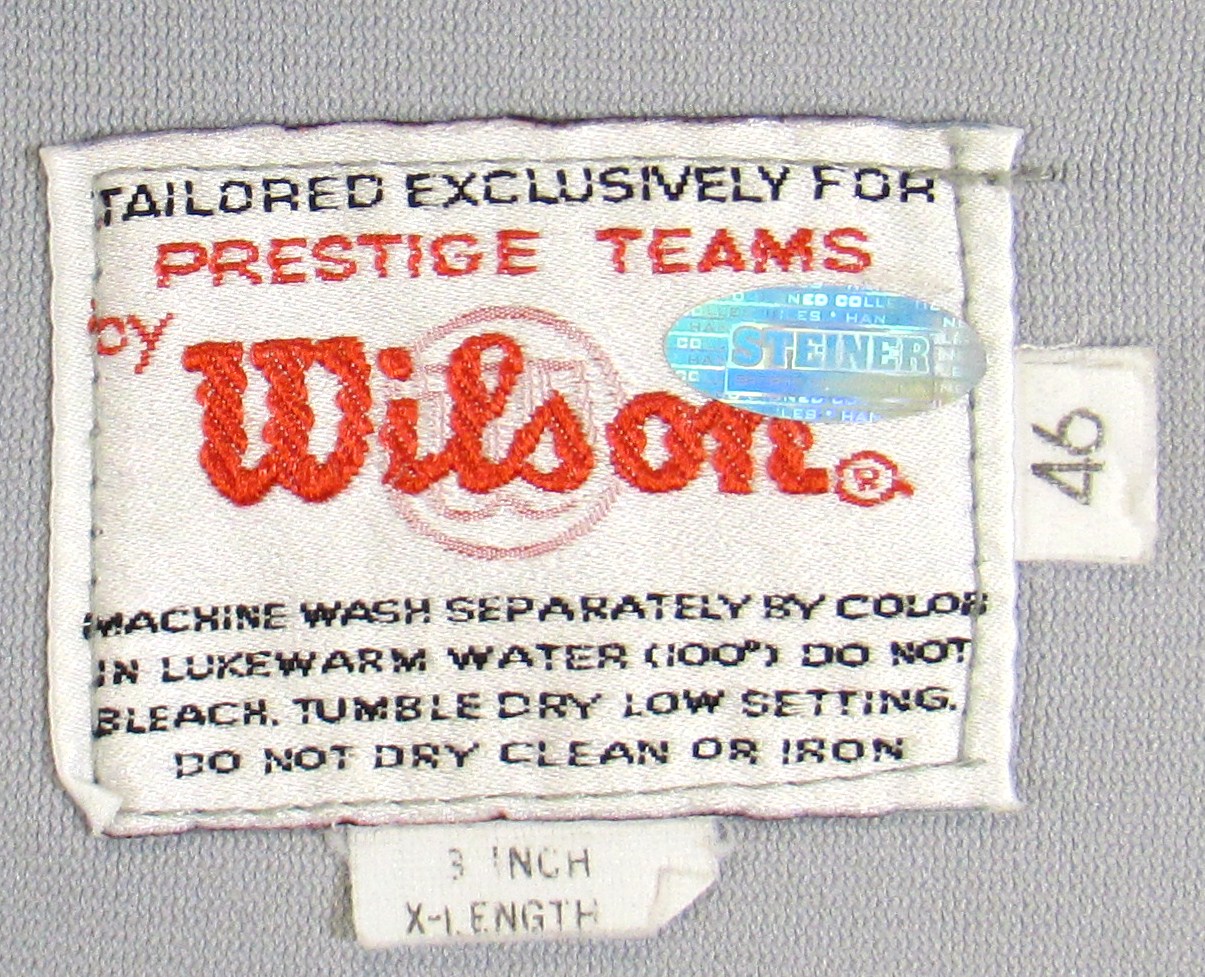 TAILORED EXCLUSIVELY FOR
PRESTIGE TEAMS
by
Wilson®
STEINER
46
MACHINE WASH SEPARATELY BY COLOR
IN LUKEWARM WATER (100°) DO NOT
BLEACH. TUMBLE DRY LOW SETTING.
DO NOT DRY CLEAN OR IRON
3 INCH
X-LENGTH